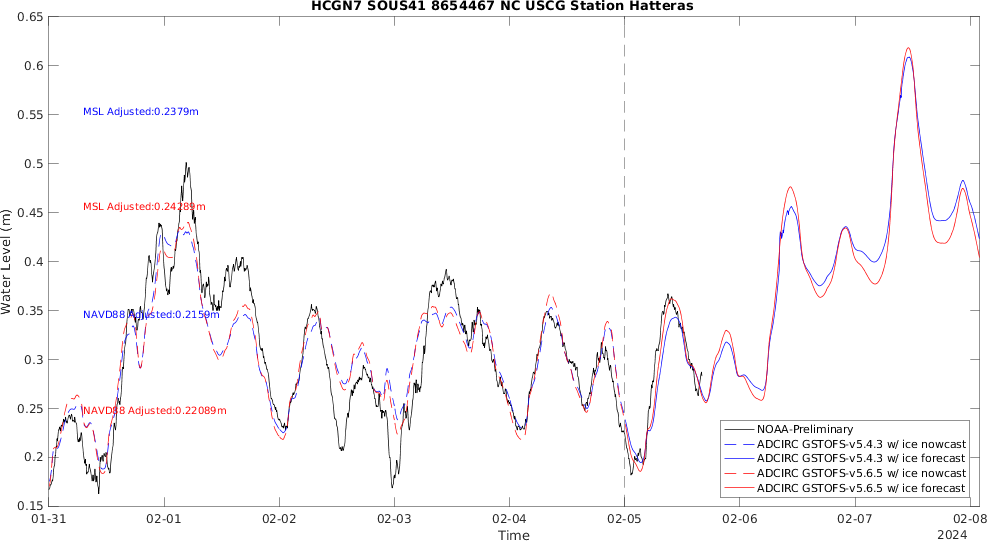 HCGN7 SOUS41 8654467 NC USCG Station Hatteras
0.65
0.6
0.55
0.5
0.45
0.4
0.35
0.3
0.25
0.2
0.15
Water Level (m)
MSL Adjusted:0.2379m
MSL Adjusted:0.24289m
NAVD88 Adjusted:0.2159m
NAVD88 Adjusted:0.22089m
NOAA-Preliminary
ADCIRC GSTOFS-v5.4.3 w/ ice nowcast
ADCIRC GSTOFS-v5.4.3 w/ ice forecast
ADCIRC GSTOFS-v5.6.5 w/ ice nowcast
ADCIRC GSTOFS-v5.6.5 w/ ice forecast
01-31 02-01 02-02 02-03 02-04 02-05 02-06 02-07 02-08
Time
2024